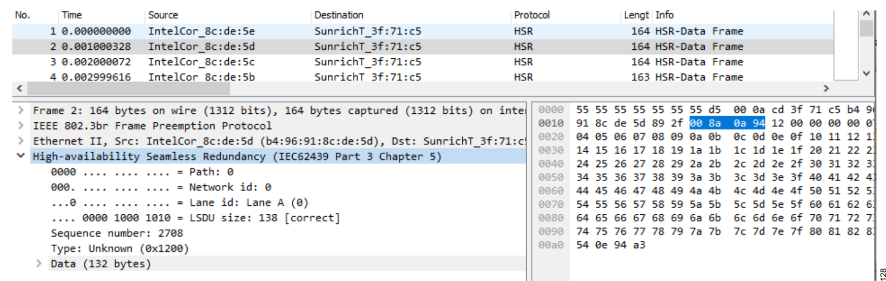 No. Time Source Destination Protocol Lengt Info
1 0.000000000 IntelCor_8c:de:5e SunrichT_3f:71:c5 HSR 164 HSR-Data Frame
2 0.001000328 IntelCor_8c:de:5d SunrichT_3f:71:c5 HSR 164 HSR-Data Frame
3 0.002000072 IntelCor_8c:de:5c SunrichT_3f:71:c5 HSR 164 HSR-Data Frame
4 0.002999616 IntelCor_8c:de:5b SunrichT_3f:71:c5 HSR 163 HSR-Data Frame
Frame 2: 164 bytes on wire (1312 bits), 164 bytes captured (1312 bits) on inte
IEEE 802.3br Frame Preemption Protocol
Ethernet II, Src: IntelCor_8c:de:5d (b4:96:91:8c:de:5d), Dst: SunrichT_3f:71:c
High-availability Seamless Redundancy (IEC62439 Part 3 Chapter 5)
0000 .... .... .... = Path: 0
000. .... .... .... = Network id: 0
...0 .... .... .... = Lane id: Lane A (0)
.... 0000 1000 1010 = LSDU size: 138 [correct]
Sequence number: 2708
Type: Unknown (0x1200)
Data (132 bytes)
0000 55 55 55 55 55 55 55 d5 00 0a cd 3f 71 c5 b4 9
0010 91 8c de 5d 89 2f 00 8a 0a 94 12 00 00 00 00 0
0020 04 05 06 07 08 09 0a 0b 0c 0d 0e 0f 10 11 12 1
0030 14 15 16 17 18 19 1a 1b 1c 1d 1e 1f 20 21 22 2
0040 24 25 26 27 28 29 2a 2b 2c 2d 2e 2f 30 31 32 3
0050 34 35 36 37 38 39 3a 3b 3c 3d 3e 3f 40 41 42 4
0060 44 45 46 47 48 49 4a 4b 4c 4d 4e 4f 50 51 52 5
0070 54 55 56 57 58 59 5a 5b 5c 5d 5e 5f 60 61 62 6
0080 64 65 66 67 68 69 6a 6b 6c 6d 6e 6f 70 71 72 7
0090 74 75 76 77 78 79 7a 7b 7c 7d 7e 7f 80 81 82 8
00a0 54 0e 94 a3
128